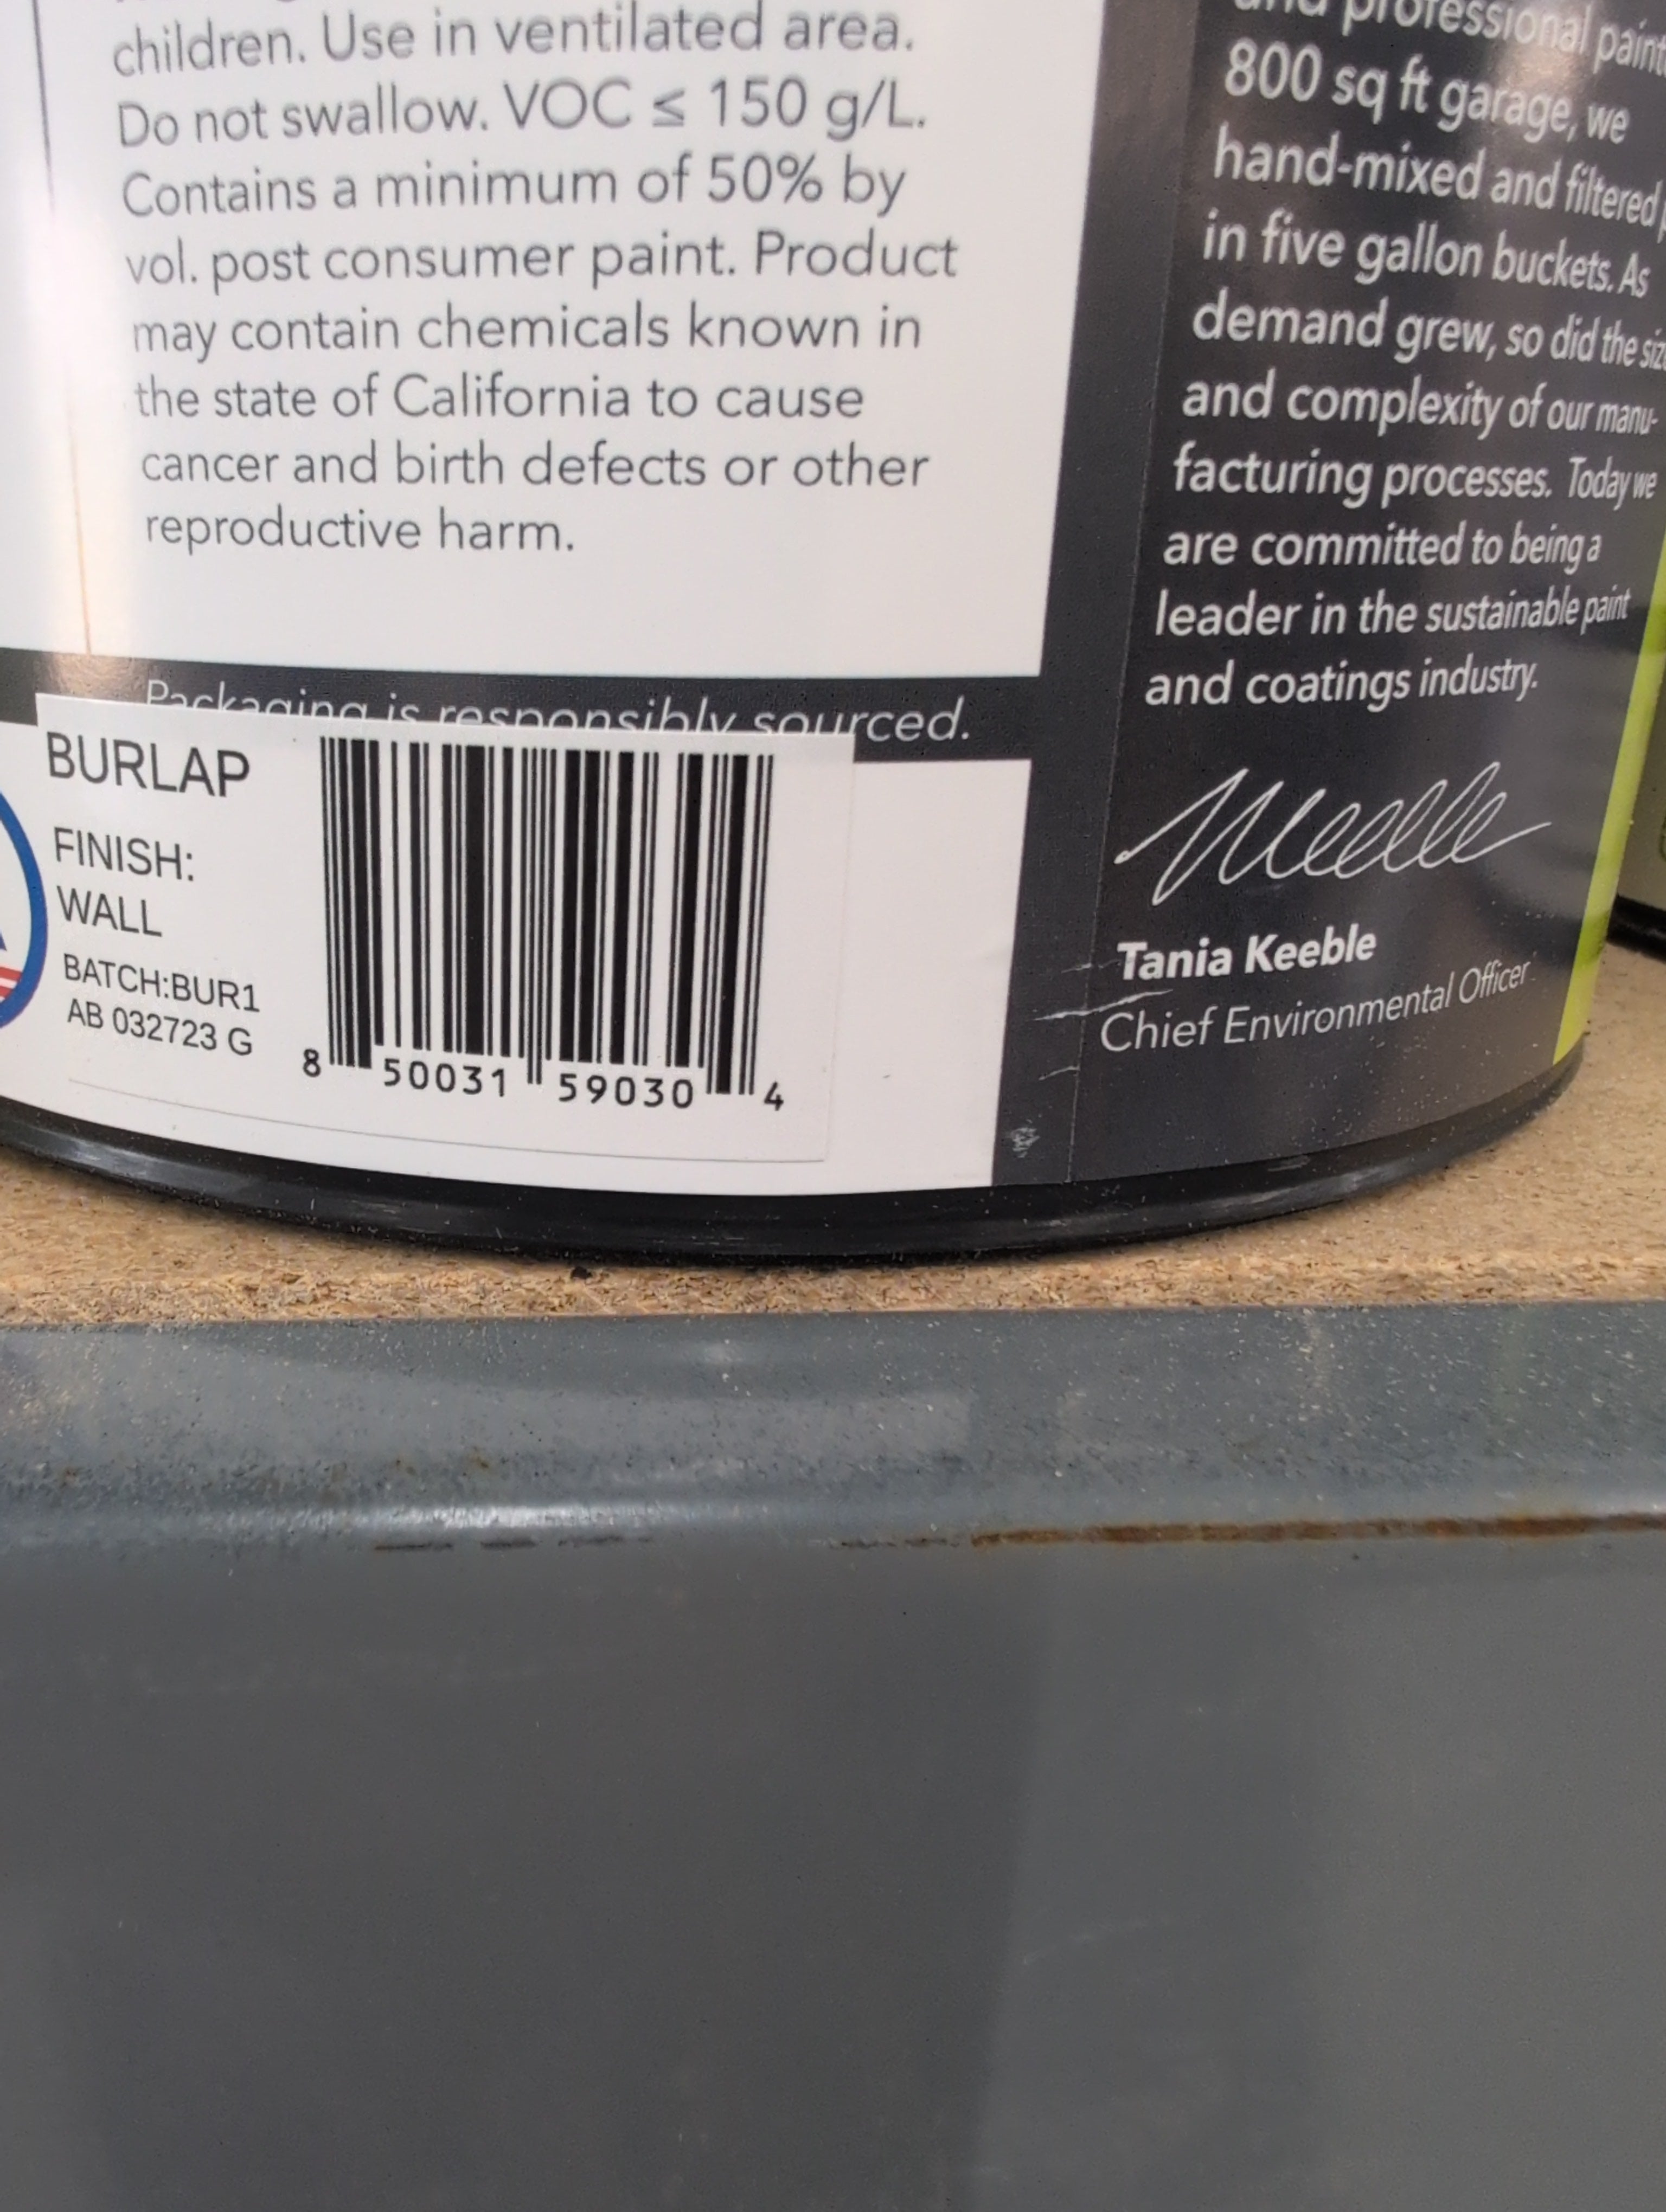 children. Use in ventilated area.
Do not swallow. VOC ≤ 150 g/L.
Contains a minimum of 50% by
vol. post consumer paint. Product
may contain chemicals known in
the state of California to cause
cancer and birth defects or other
reproductive harm.
Packaging is responsibly sourced.
BURLAP
FINISH:
WALL
BATCH:BUR1
AB 032723 G
8 50031 59030 4
and professional paint
800 sq ft garage, we
hand-mixed and filtered
in five gallon buckets. As
demand grew, so did the size
and complexity of our manu-
facturing processes. Today we
are committed to being a
leader in the sustainable paint
and coatings industry.
Tania Keeble
Chief Environmental Officer